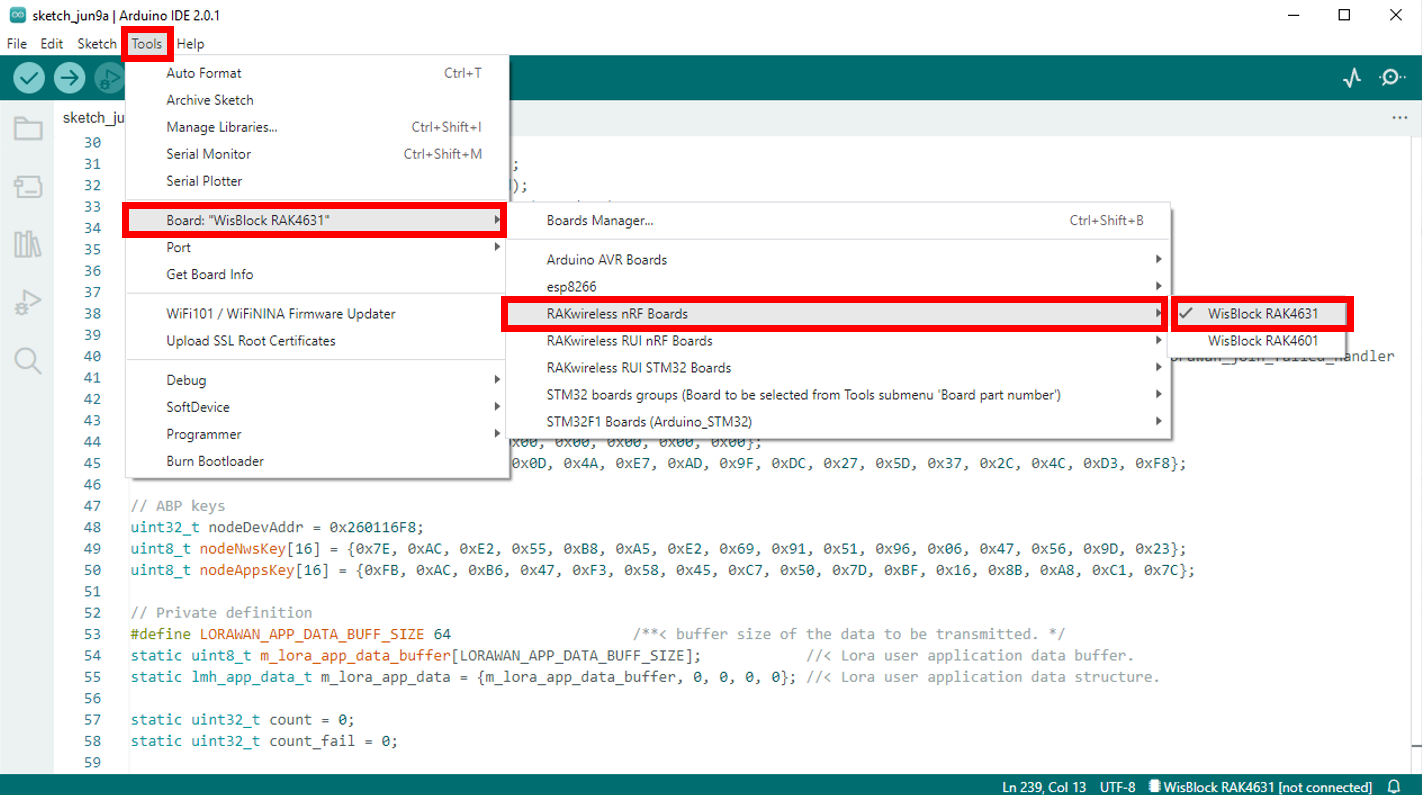 sketch_jun9a | Arduino IDE 2.0.1
File Edit Sketch Tools Help
Auto Format Ctrl+T
Archive Sketch
Manage Libraries... Ctrl+Shift+I
Serial Monitor Ctrl+Shift+M
Serial Plotter
Board: "WisBlock RAK4631"
Port
Get Board Info
WiFi101 / WiFiNINA Firmware Updater
Upload SSL Root Certificates
Debug
SoftDevice
Programmer
Burn Bootloader
Boards Manager... Ctrl+Shift+B
Arduino AVR Boards
esp8266
RAKwireless nRF Boards
RAKwireless RUI nRF Boards
RAKwireless RUI STM32 Boards
STM32 boards groups (Board to be selected from Tools submenu 'Board part number')
STM32F1 Boards (Arduino_STM32)
WisBlock RAK4631
WisBlock RAK4601
sketch_ju
...
30
31 ;
32 );
33
34
35
36
37
38
39
40 orawan_join_failed_handler
41
42
43
44 0x00, 0x00, 0x00, 0x00, 0x00};
45 0x0D, 0x4A, 0xE7, 0xAD, 0x9F, 0xDC, 0x27, 0x5D, 0x37, 0x2C, 0x4C, 0xD3, 0xF8};
46
47 // ABP keys
48 uint32_t nodeDevAddr = 0x260116F8;
49 uint8_t nodeNwsKey[16] = {0x7E, 0xAC, 0xE2, 0x55, 0xB8, 0xA5, 0xE2, 0x69, 0x91, 0x51, 0x96, 0x06, 0x47, 0x56, 0x9D, 0x23};
50 uint8_t nodeAppsKey[16] = {0xFB, 0xAC, 0xB6, 0x47, 0xF3, 0x58, 0x45, 0xC7, 0x50, 0x7D, 0xBF, 0x16, 0x8B, 0xA8, 0xC1, 0x7C};
51
52 // Private definition
53 #define LORAWAN_APP_DATA_BUFF_SIZE 64 /**< buffer size of the data to be transmitted. */
54 static uint8_t m_lora_app_data_buffer[LORAWAN_APP_DATA_BUFF_SIZE]; //< Lora user application data buffer.
55 static lmh_app_data_t m_lora_app_data = {m_lora_app_data_buffer, 0, 0, 0, 0}; //< Lora user application data structure.
56
57 static uint32_t count = 0;
58 static uint32_t count_fail = 0;
59
Ln 239, Col 13 UTF-8 WisBlock RAK4631 [not connected]